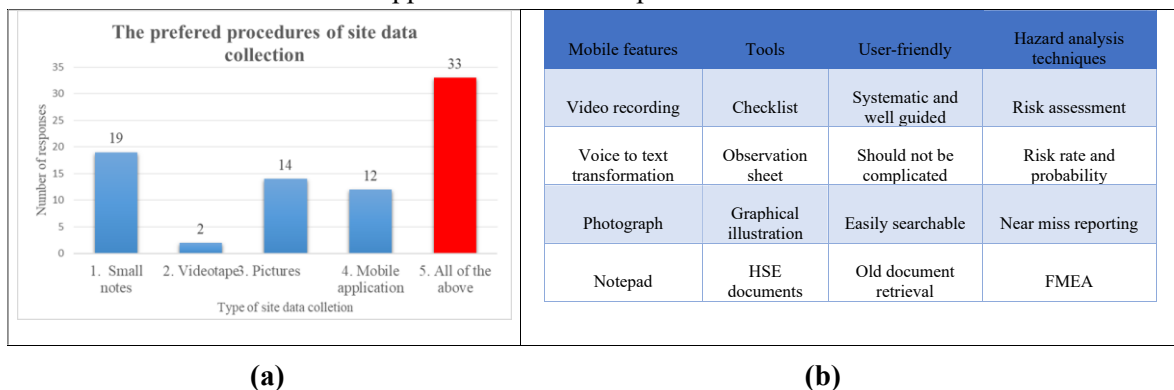 The prefered procedures of site data
collection
35
30
25
20
15
10
5
0
Number of responses
19
2
14
12
33
1. Small
notes
2. Videotape
3. Pictures
4. Mobile
application
5. All of the
above
Type of site data colletion
(a)
Mobile features
Tools
User-friendly
Hazard analysis
techniques
Video recording
Checklist
Systematic and
well guided
Risk assessment
Voice to text
transformation
Observation
sheet
Should not be
complicated
Risk rate and
probability
Photograph
Graphical
illustration
Easily searchable
Near miss reporting
Notepad
HSE
documents
Old document
retrieval
FMEA
(b)